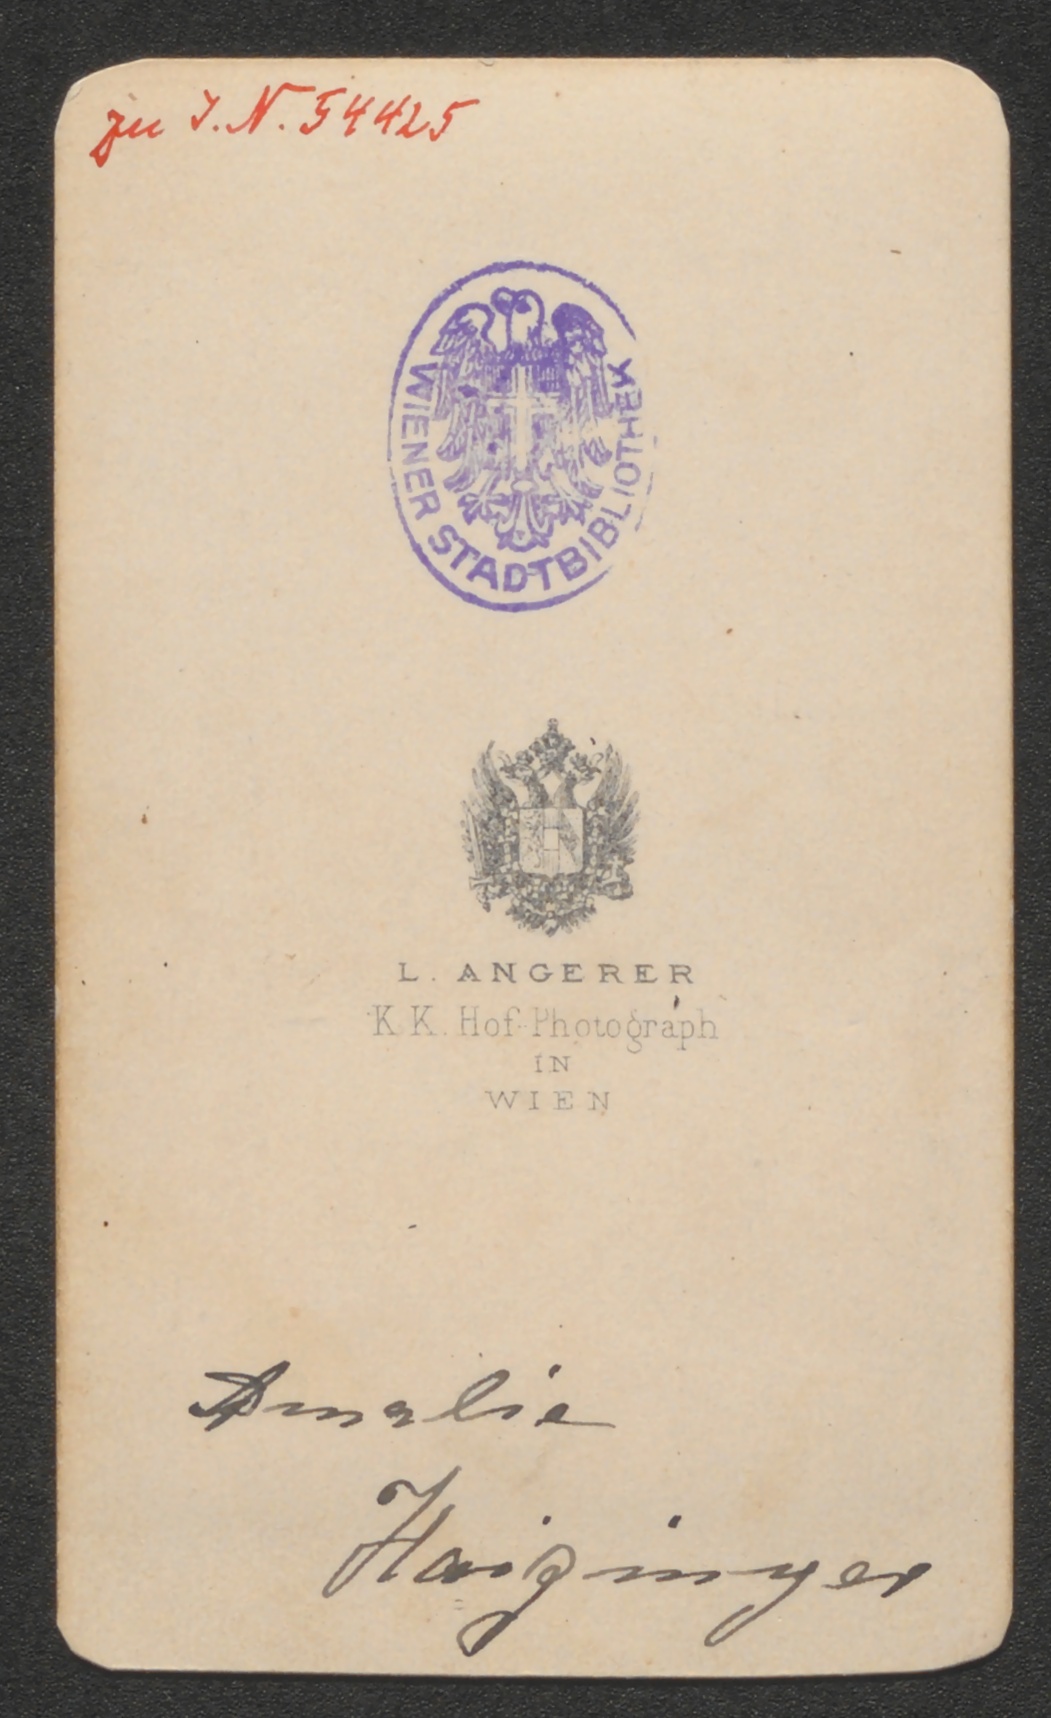 zu I.N. 54425
WIENER STADTBIBLIOTHEK
L. ANGERER
K. K. Hof-Photograph
IN
WIEN
Amalie
Haizinger